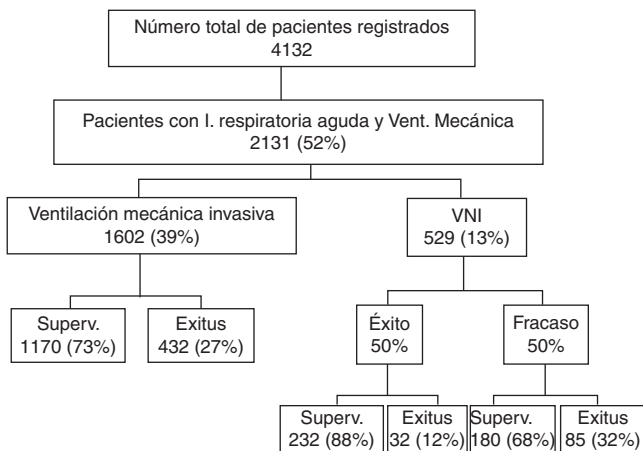 Número total de pacientes registrados
4132
Pacientes con I. respiratoria aguda y Vent. Mecánica
2131 (52%)
Ventilación mecánica invasiva
1602 (39%)
VNI
529 (13%)
Superv.
1170 (73%)
Exitus
432 (27%)
Éxito
50%
Fracaso
50%
Superv.
232 (88%)
Exitus
32 (12%)
Superv.
180 (68%)
Exitus
85 (32%)